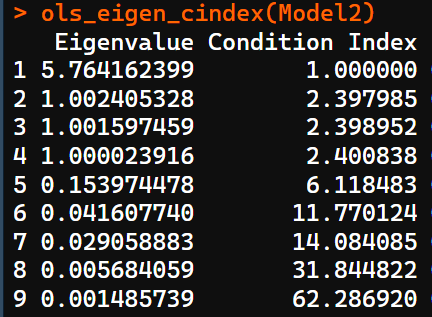 > ols_eigen_cindex(Model2)
Eigenvalue Condition Index
1 5.764162399 1.000000
2 1.002405328 2.397985
3 1.001597459 2.398952
4 1.000023916 2.400838
5 0.153974478 6.118483
6 0.041607740 11.770124
7 0.029058883 14.084085
8 0.005684059 31.844822
9 0.001485739 62.286920